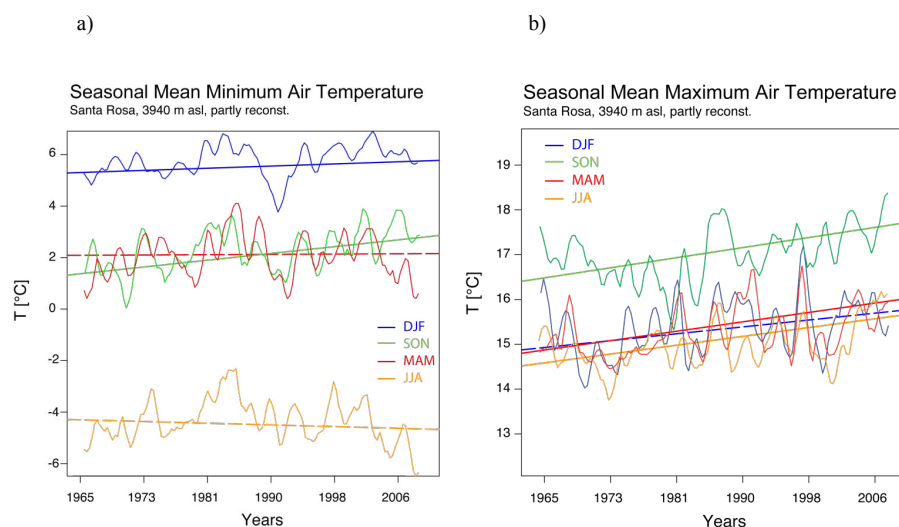 a)
Seasonal Mean Minimum Air Temperature
Santa Rosa, 3940 m asl, partly reconst.
T [°C]
6
4
2
0
-2
-4
-6
DJF
SON
MAM
JJA
1965 1973 1981 1990 1998 2006
Years
b)
Seasonal Mean Maximum Air Temperature
Santa Rosa, 3940 m asl, partly reconst.
T [°C]
19
18
17
16
15
14
13
DJF
SON
MAM
JJA
1965 1973 1981 1990 1998 2006
Years